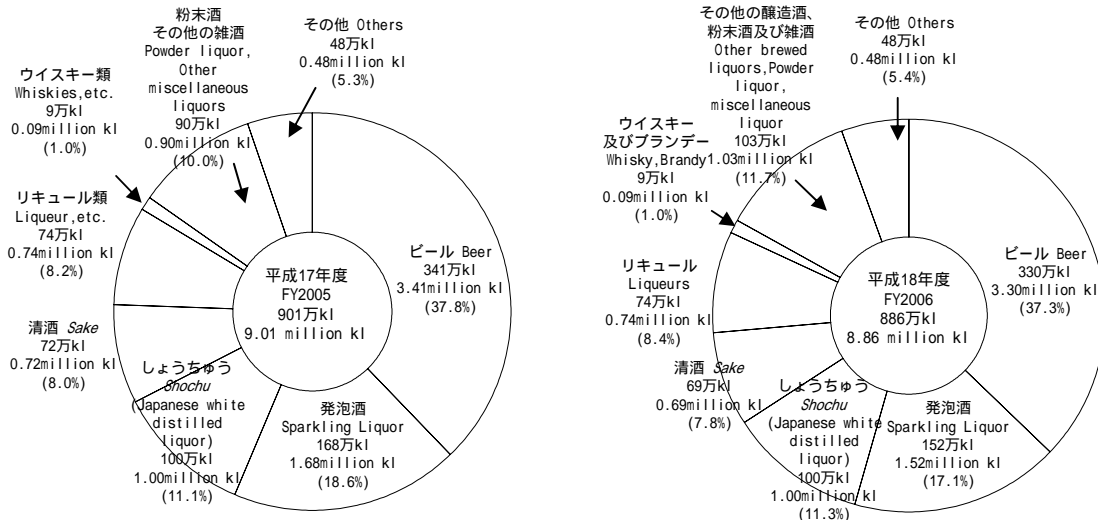 粉末酒
その他の雑酒
Powder liquor,
Other
miscellaneous
liquors
90万kl
0.90million kl
(10.0%)
その他 Others
48万kl
0.48million kl
(5.3%)
ウイスキー類
Whiskies,etc.
9万kl
0.09million kl
(1.0%)
リキュール類
Liqueur,etc.
74万kl
0.74million kl
(8.2%)
ビール Beer
341万kl
3.41million kl
(37.8%)
平成17年度
FY2005
901万kl
9.01 million kl
清酒 Sake
72万kl
0.72million kl
(8.0%)
しょうちゅう
Shochu
(Japanese white
distilled
liquor)
100万kl
1.00million kl
(11.1%)
発泡酒
Sparkling Liquor
168万kl
1.68million kl
(18.6%)
その他の醸造酒、
粉末酒及び雑酒
Other brewed
liquors,Powder
liquor,
miscellaneous
liquor
103万kl
1.03million kl
(11.7%)
その他 Others
48万kl
0.48million kl
(5.4%)
ウイスキー
及びブランデー
Whisky,Brandy
9万kl
0.09million kl
(1.0%)
リキュール
Liqueurs
74万kl
0.74million kl
(8.4%)
ビール Beer
330万kl
3.30million kl
(37.3%)
平成18年度
FY2006
886万kl
8.86 million kl
清酒 Sake
69万kl
0.69million kl
(7.8%)
しょうちゅう
Shochu
(Japanese white
distilled
liquor)
100万kl
1.00million kl
(11.3%)
発泡酒
Sparkling Liquor
152万kl
1.52million kl
(17.1%)